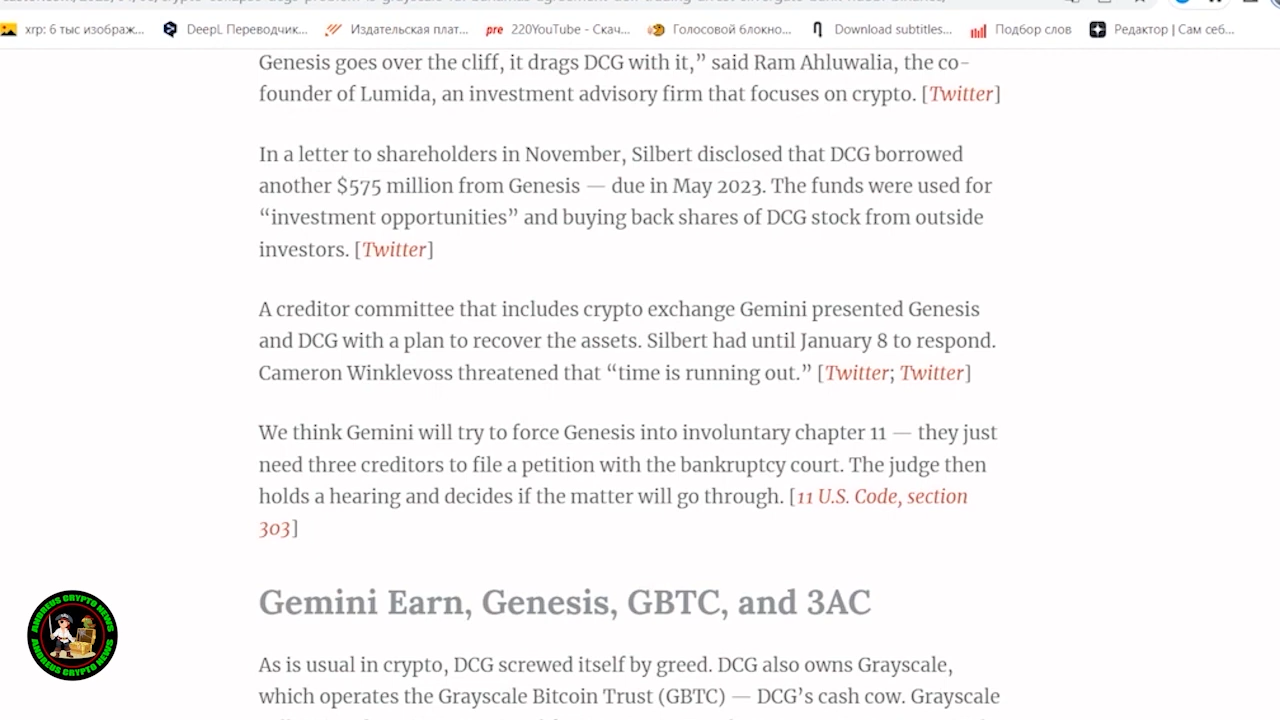 xrp: 6 тыс изображ...
DeepL Переводчик...
Издательская плат...
pre 220YouTube - Скач...
Голосовой блокно...
Download subtitles...
Подбор слов
Редактор | Сам себ...
Genesis goes over the cliff, it drags DCG with it,” said Ram Ahluwalia, the co-
founder of Lumida, an investment advisory firm that focuses on crypto. [Twitter]
In a letter to shareholders in November, Silbert disclosed that DCG borrowed
another $575 million from Genesis — due in May 2023. The funds were used for
“investment opportunities” and buying back shares of DCG stock from outside
investors. [Twitter]
A creditor committee that includes crypto exchange Gemini presented Genesis
and DCG with a plan to recover the assets. Silbert had until January 8 to respond.
Cameron Winklevoss threatened that “time is running out.” [Twitter; Twitter]
We think Gemini will try to force Genesis into involuntary chapter 11 — they just
need three creditors to file a petition with the bankruptcy court. The judge then
holds a hearing and decides if the matter will go through. [11 U.S. Code, section
303]
Gemini Earn, Genesis, GBTC, and 3AC
ANDREUS CRYPTO NEWS
ANDREUS CRYPTO NEWS
As is usual in crypto, DCG screwed itself by greed. DCG also owns Grayscale,
which operates the Grayscale Bitcoin Trust (GBTC) — DCG’s cash cow. Grayscale